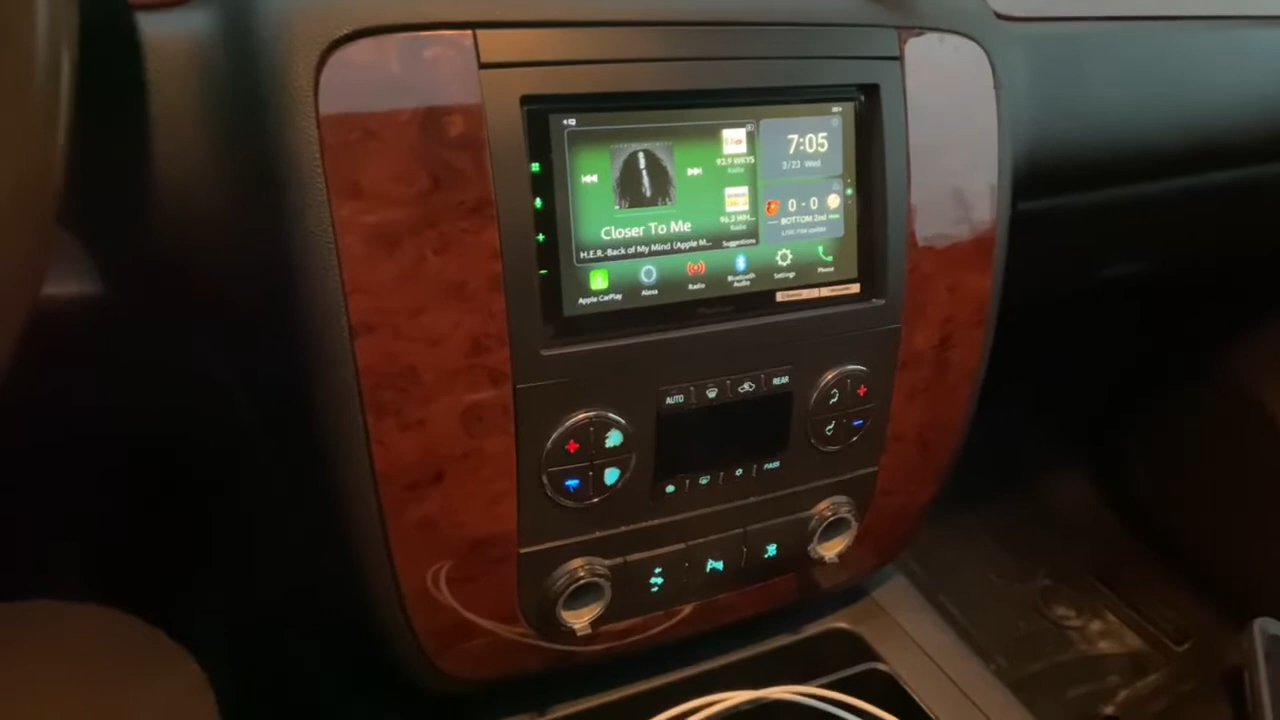 7:05
3/23 Wed
93.9 WKYS
Radio
0 - 0
BOTTOM 2nd
96.3 WH...
Radio
Closer To Me
H.E.R.-Back of My Mind (Apple M...
Suggestions
Apple CarPlay
Alexa
Radio
Bluetooth
Audio
Settings
Phone
AUTO
REAR
PASS